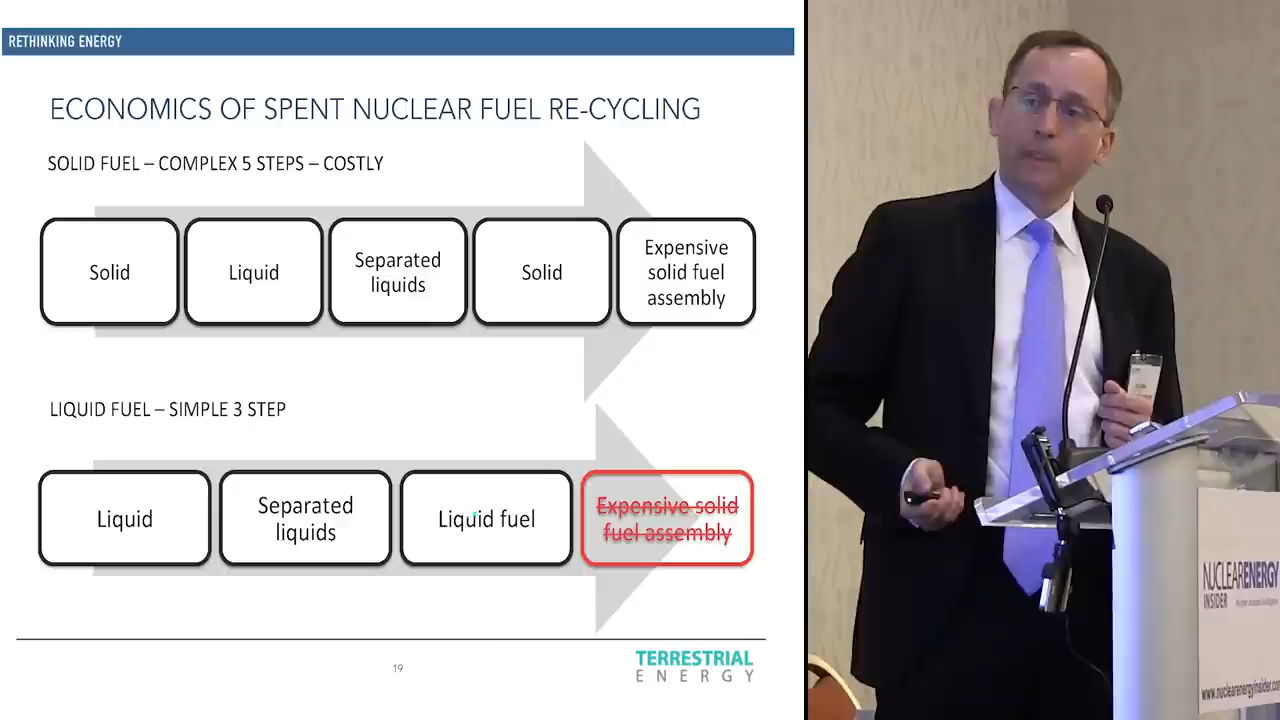 RETHINKING ENERGY
ECONOMICS OF SPENT NUCLEAR FUEL RE-CYCLING
SOLID FUEL – COMPLEX 5 STEPS – COSTLY
Solid
Liquid
Separated
liquids
Solid
Expensive
solid fuel
assembly
LIQUID FUEL – SIMPLE 3 STEP
Liquid
Separated
liquids
Liquid fuel
Expensive solid
fuel assembly
19
TERRESTRIAL
ENERGY
NUCLEARENERGY
INSIDER
www.nuclearenergyinsider.com